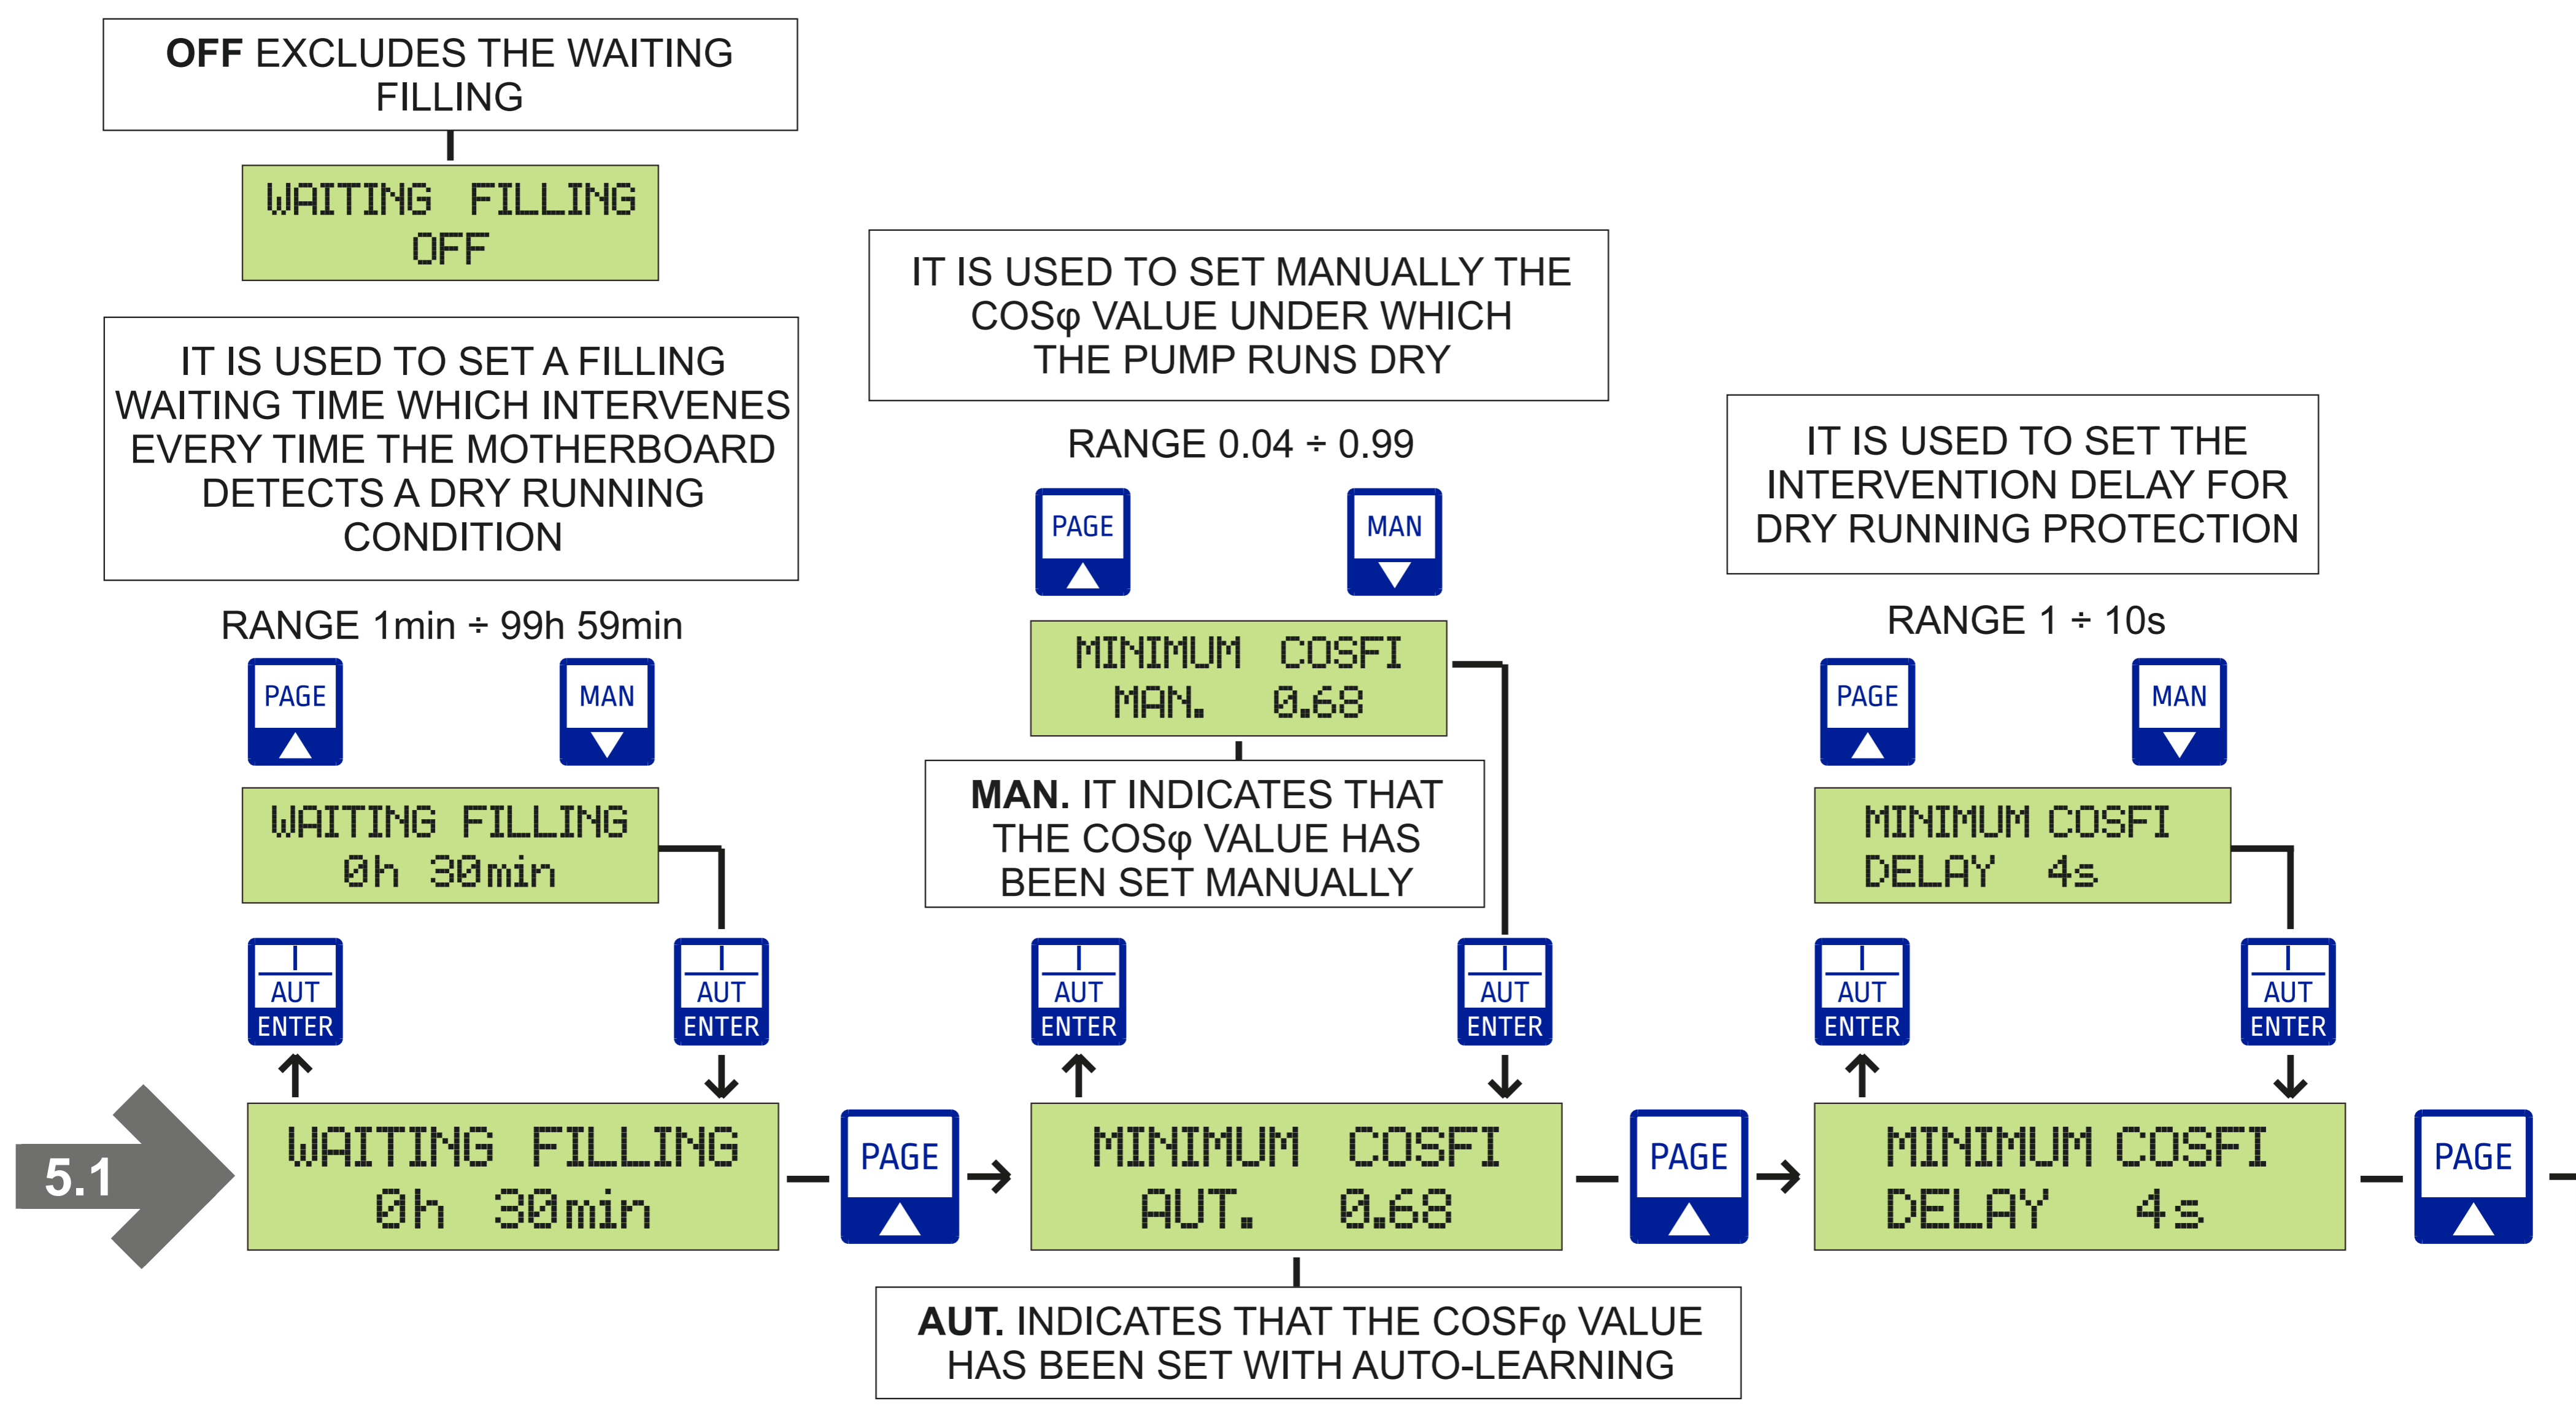 OFF EXCLUDES THE WAITING
FILLING
WAITING FILLING
OFF
IT IS USED TO SET A FILLING
WAITING TIME WHICH INTERVENES
EVERY TIME THE MOTHERBOARD
DETECTS A DRY RUNNING
CONDITION
RANGE 1min ÷ 99h 59min
PAGE
MAN
WAITING FILLING
0h 30min
I
AUT
ENTER
I
AUT
ENTER
5.1
WAITING FILLING
0h 30min
PAGE
IT IS USED TO SET MANUALLY THE
COSφ VALUE UNDER WHICH
THE PUMP RUNS DRY
RANGE 0.04 ÷ 0.99
PAGE
MAN
MINIMUM COSFI
MAN. 0.68
MAN. IT INDICATES THAT
THE COSφ VALUE HAS
BEEN SET MANUALLY
I
AUT
ENTER
I
AUT
ENTER
MINIMUM COSFI
AUT. 0.68
AUT. INDICATES THAT THE COSFφ VALUE
HAS BEEN SET WITH AUTO-LEARNING
PAGE
IT IS USED TO SET THE
INTERVENTION DELAY FOR
DRY RUNNING PROTECTION
RANGE 1 ÷ 10s
PAGE
MAN
MINIMUM COSFI
DELAY 4s
I
AUT
ENTER
I
AUT
ENTER
MINIMUM COSFI
DELAY 4s
PAGE